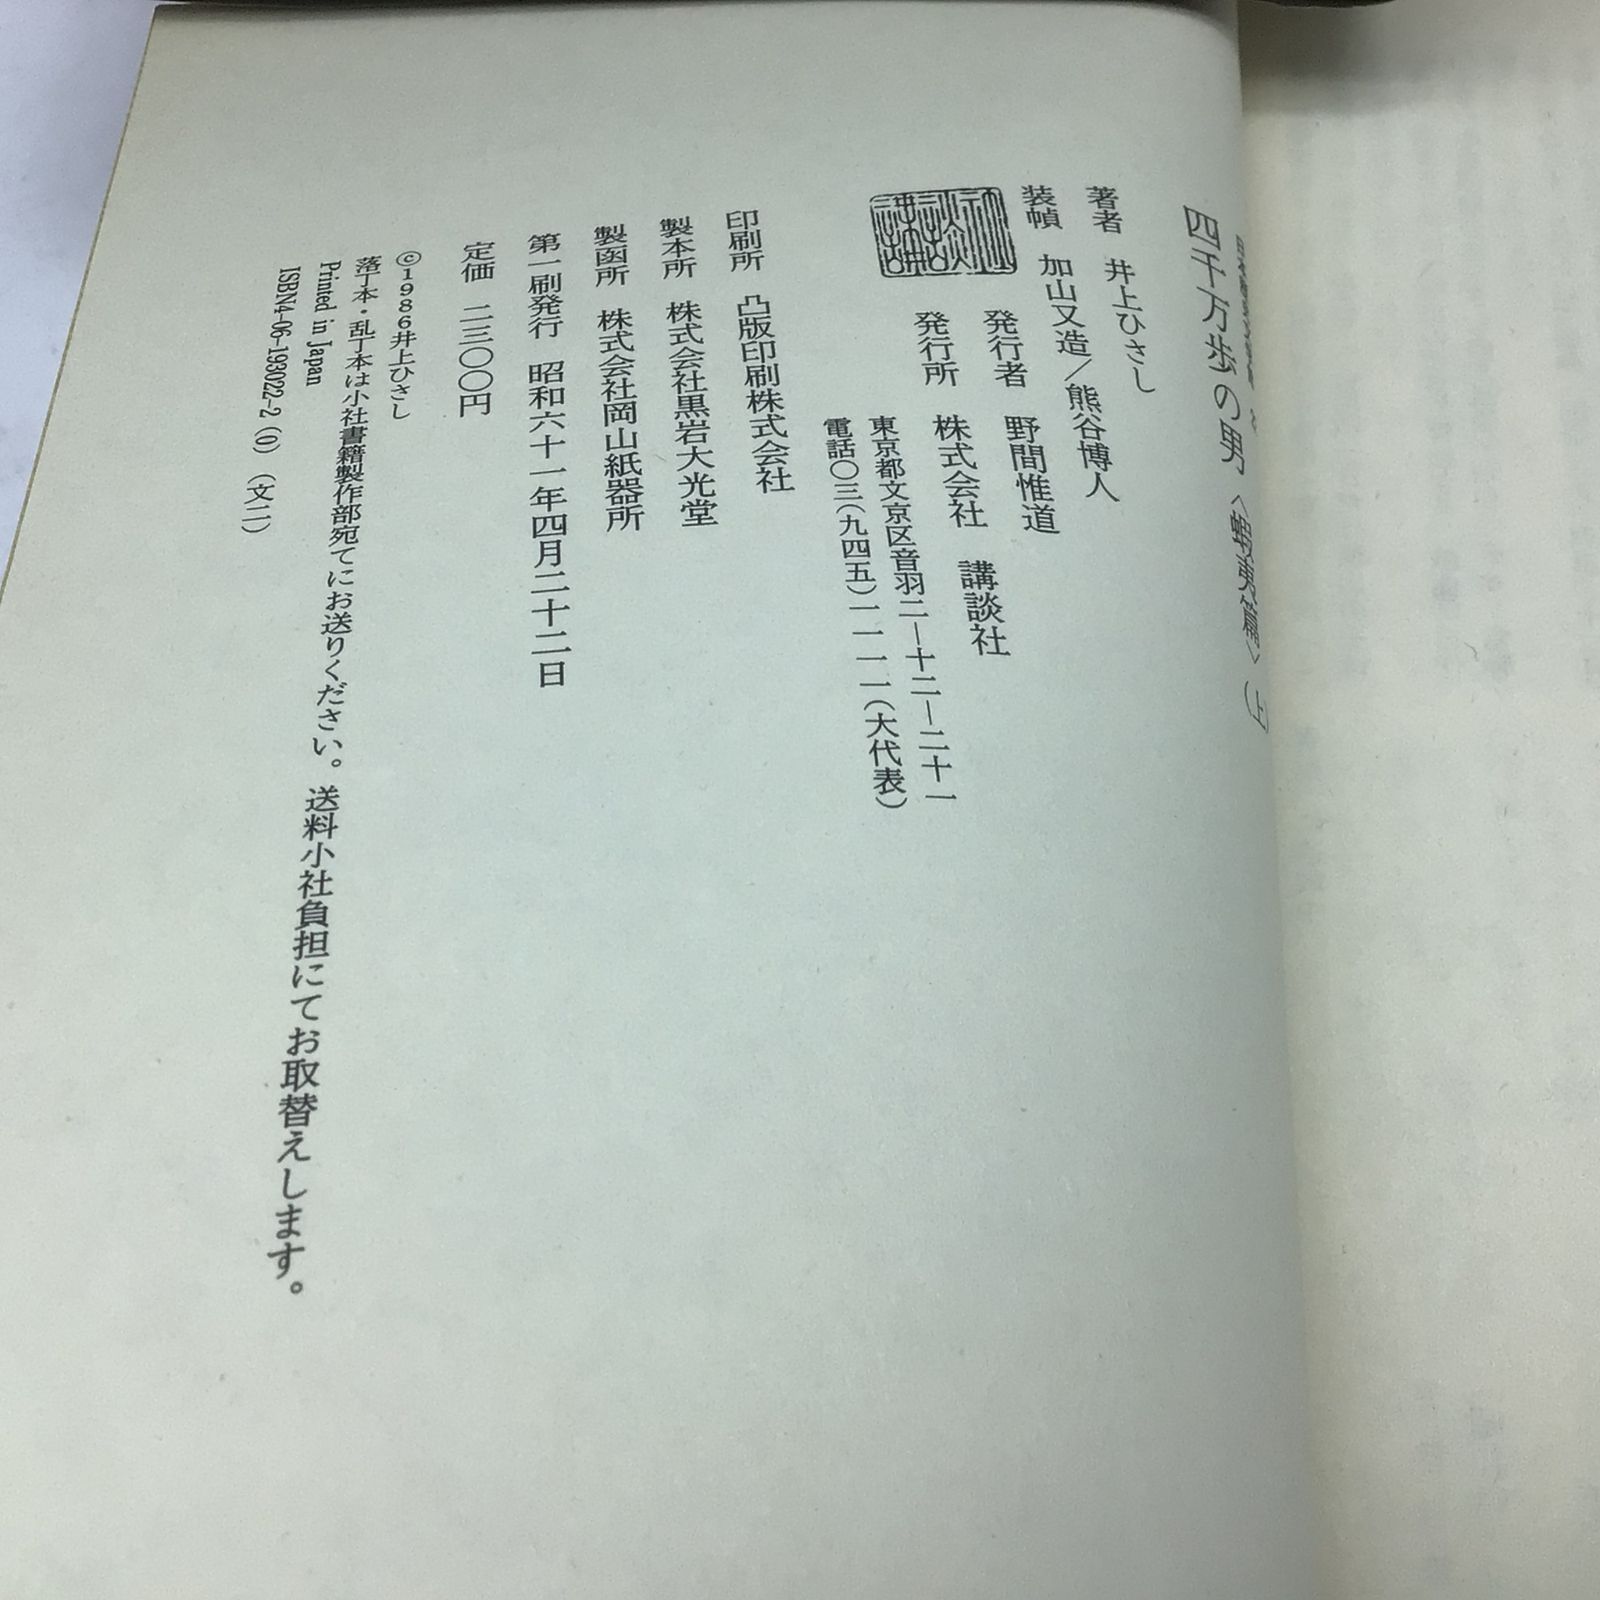 四千万歩の男〈蝦夷篇〉(上)
著者 井上ひさし
装幀 加山又造/熊谷博人
発行者 野間惟道
発行所 株式会社 講談社
東京都文京区音羽二―十二―二十一
電話〇三(九四五)一一一一(大代表)
印刷所 凸版印刷株式会社
製本所 株式会社黒岩大光堂
製函所 株式会社岡山紙器所
第一刷発行 昭和六十一年四月二十二日
定価 二三〇〇円
©1986井上ひさし
落丁本・乱丁本は小社書籍製作部宛てにお送りください。送料小社負担にてお取替えします。
Printed in Japan
ISBN4-06-193022-2 (0) (文二)